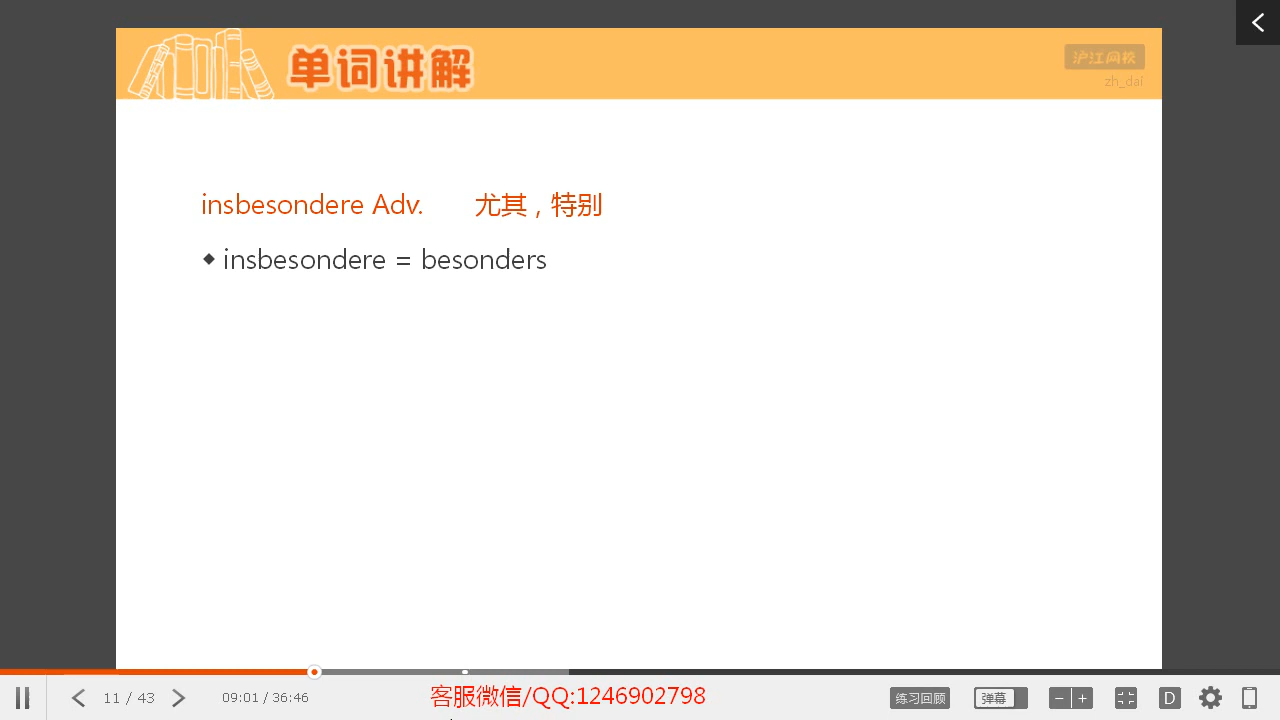 单词讲解
沪江网校
zh_dai
insbesondere Adv. 尤其,特别
◆ insbesondere = besonders
11 / 43
09:01 / 36:46
客服微信/QQ:1246902798
练习回顾
弹幕
D